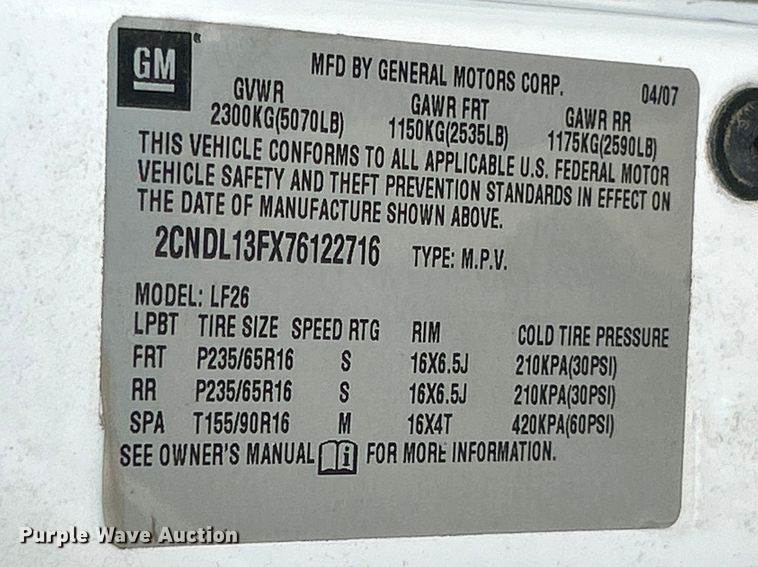 GM®
MFD BY GENERAL MOTORS CORP. 04/07
GVWR GAWR FRT GAWR RR
2300KG(5070LB) 1150KG(2535LB) 1175KG(2590LB)
THIS VEHICLE CONFORMS TO ALL APPLICABLE U.S. FEDERAL MOTOR
VEHICLE SAFETY AND THEFT PREVENTION STANDARDS IN EFFECT ON
THE DATE OF MANUFACTURE SHOWN ABOVE.
2CNDL13FX76122716 TYPE: M.P.V.
MODEL: LF26
LPBT TIRE SIZE SPEED RTG RIM COLD TIRE PRESSURE
FRT P235/65R16 S 16X6.5J 210KPA(30PSI)
RR P235/65R16 S 16X6.5J 210KPA(30PSI)
SPA T155/90R16 M 16X4T 420KPA(60PSI)
SEE OWNER'S MANUAL i FOR MORE INFORMATION.
Purple Wave Auction